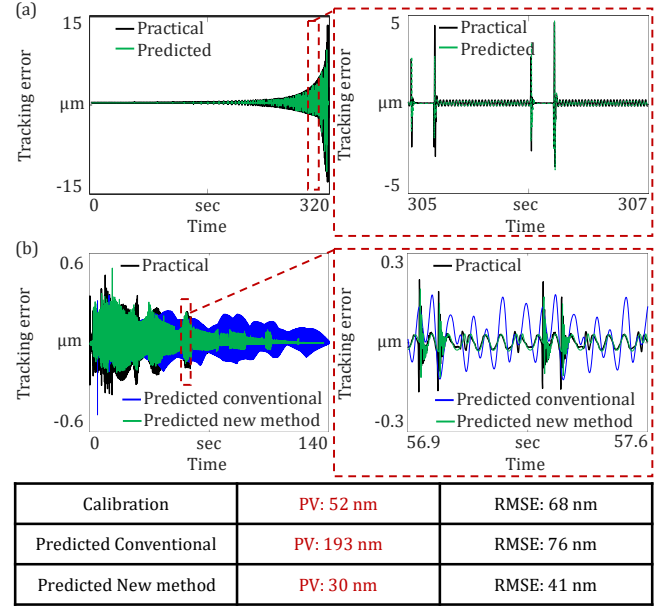 (a)
15
Practical
Predicted
Tracking error
μm
-15
0
sec
320
Time
5
Practical
Predicted
Tracking error
μm
-5
305
sec
307
Time
(b)
0.6
Practical
Tracking error
μm
Predicted conventional
Predicted new method
-0.6
0
sec
140
Time
0.3
Practical
Tracking error
μm
Predicted conventional
Predicted new method
-0.3
56.9
sec
57.6
Time
Calibration PV: 52 nm RMSE: 68 nm
Predicted Conventional PV: 193 nm RMSE: 76 nm
Predicted New method PV: 30 nm RMSE: 41 nm